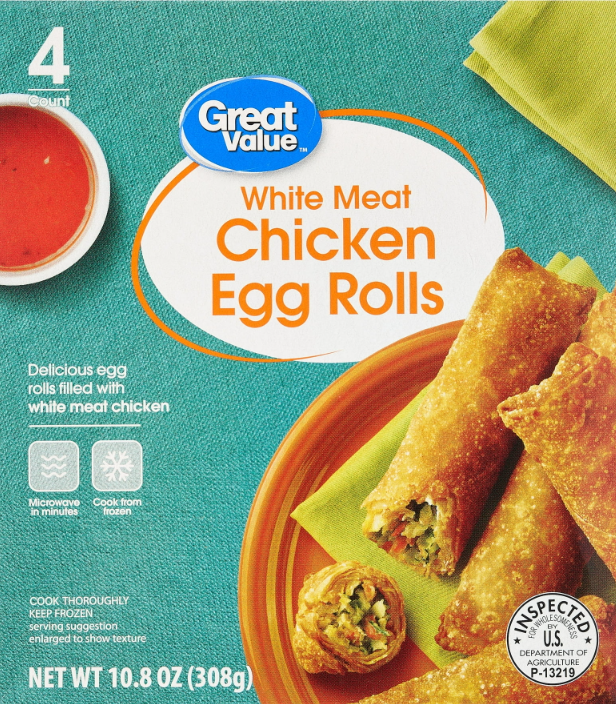 4
Count
Great
Value™
White Meat
Chicken
Egg Rolls
Delicious egg
rolls filled with
white meat chicken
Microwave
in minutes
Cook from
frozen
COOK THOROUGHLY
KEEP FROZEN
serving suggestion
enlarged to show texture
NET WT 10.8 OZ (308g)
INSPECTED
FOR WHOLESOMENESS
BY
U.S.
DEPARTMENT OF
AGRICULTURE
P-13219